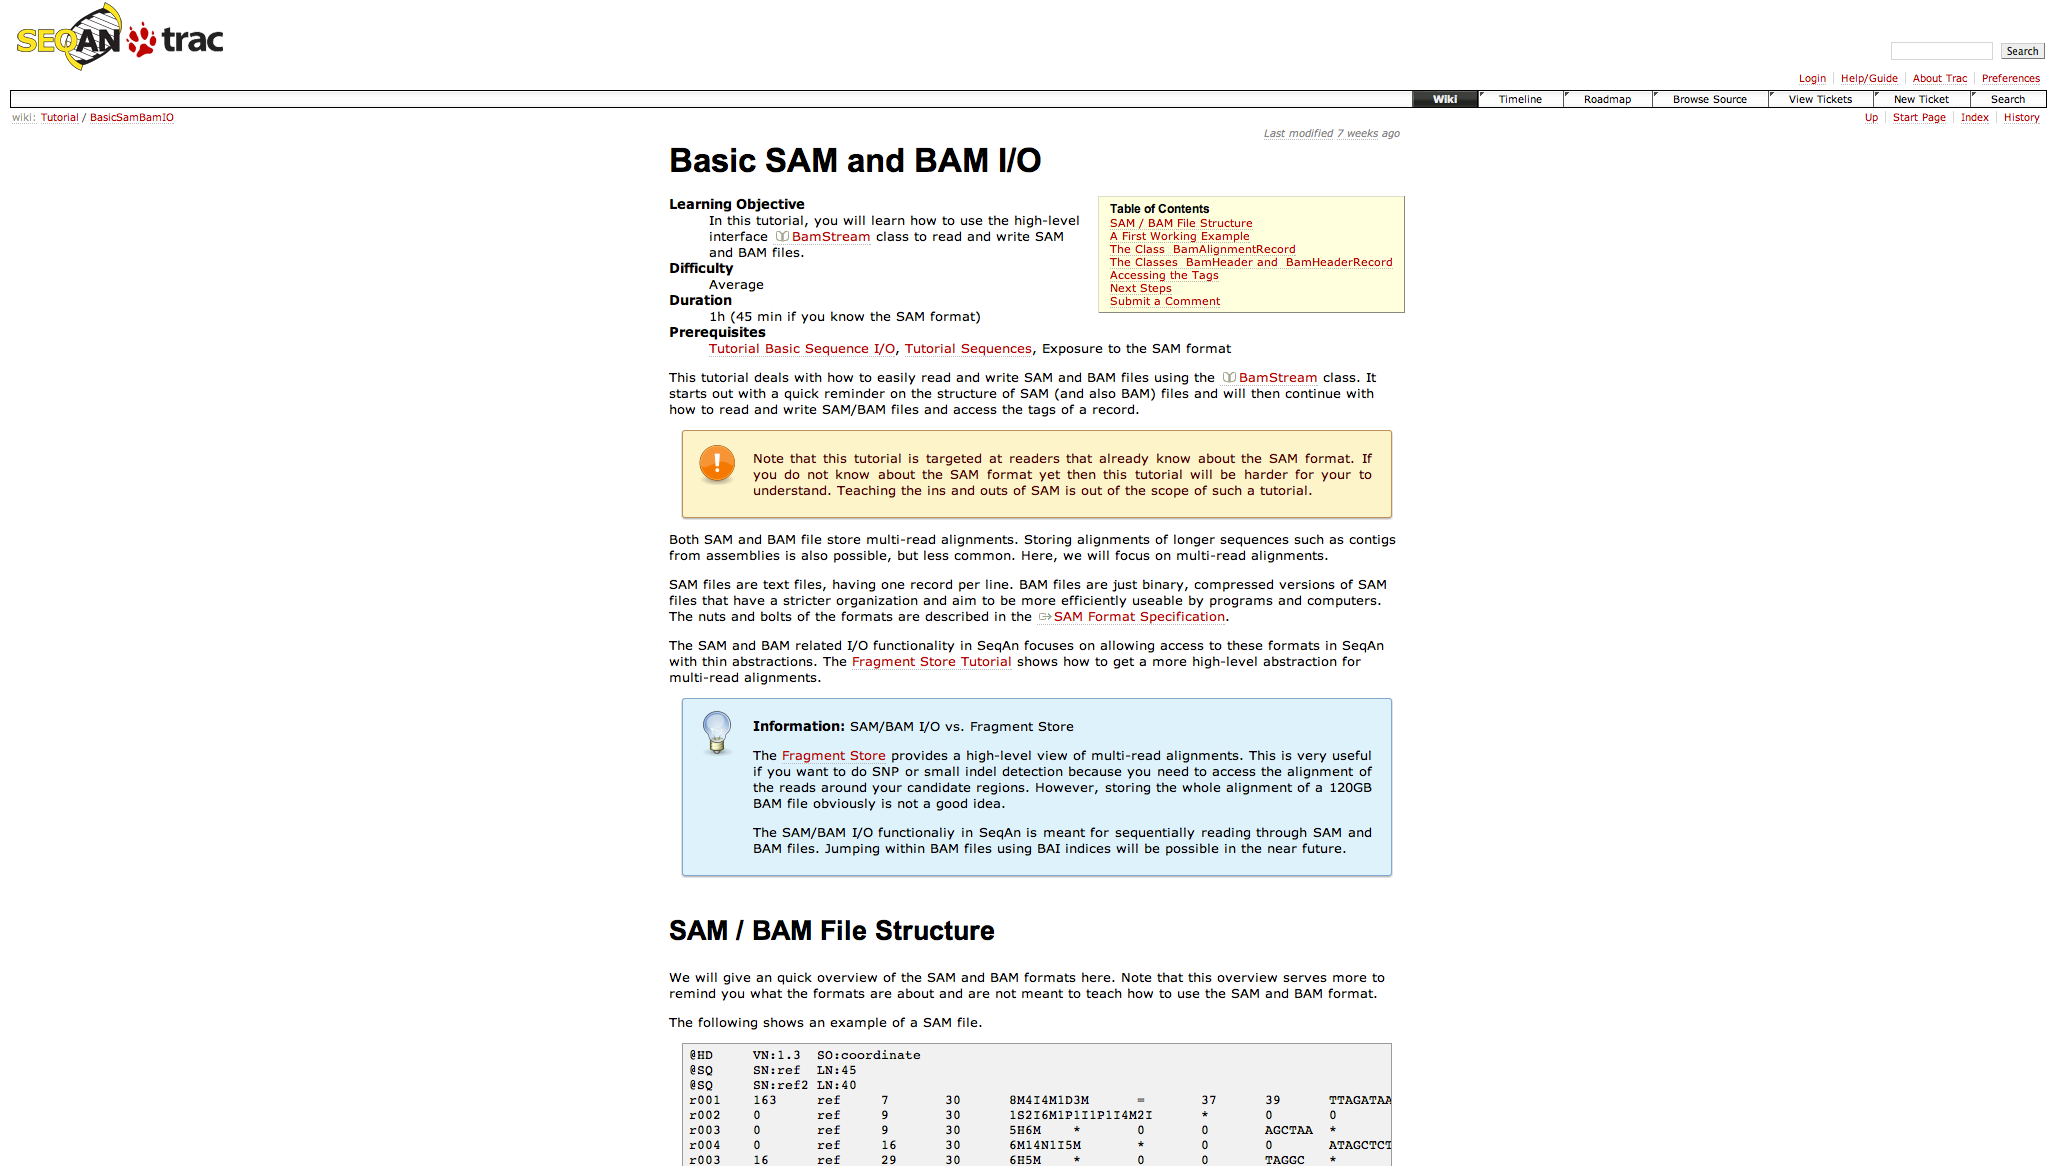 SEQAN trac
Search
Login Help/Guide About Trac Preferences
Wiki Timeline Roadmap Browse Source View Tickets New Ticket Search
wiki: Tutorial / BasicSamBamIO
Up Start Page Index History
Last modified 7 weeks ago
Basic SAM and BAM I/O
Learning Objective
In this tutorial, you will learn how to use the high-level
interface BamStream class to read and write SAM
and BAM files.
Difficulty
Average
Duration
1h (45 min if you know the SAM format)
Prerequisites
Tutorial Basic Sequence I/O, Tutorial Sequences, Exposure to the SAM format
Table of Contents
SAM / BAM File Structure
A First Working Example
The Class BamAlignmentRecord
The Classes BamHeader and BamHeaderRecord
Accessing the Tags
Next Steps
Submit a Comment
This tutorial deals with how to easily read and write SAM and BAM files using the BamStream class. It
starts out with a quick reminder on the structure of SAM (and also BAM) files and will then continue with
how to read and write SAM/BAM files and access the tags of a record.
Note that this tutorial is targeted at readers that already know about the SAM format. If
you do not know about the SAM format yet then this tutorial will be harder for your to
understand. Teaching the ins and outs of SAM is out of the scope of such a tutorial.
Both SAM and BAM file store multi-read alignments. Storing alignments of longer sequences such as contigs
from assemblies is also possible, but less common. Here, we will focus on multi-read alignments.
SAM files are text files, having one record per line. BAM files are just binary, compressed versions of SAM
files that have a stricter organization and aim to be more efficiently useable by programs and computers.
The nuts and bolts of the formats are described in the SAM Format Specification.
The SAM and BAM related I/O functionality in SeqAn focuses on allowing access to these formats in SeqAn
with thin abstractions. The Fragment Store Tutorial shows how to get a more high-level abstraction for
multi-read alignments.
Information: SAM/BAM I/O vs. Fragment Store
The Fragment Store provides a high-level view of multi-read alignments. This is very useful
if you want to do SNP or small indel detection because you need to access the alignment of
the reads around your candidate regions. However, storing the whole alignment of a 120GB
BAM file obviously is not a good idea.
The SAM/BAM I/O functionaliy in SeqAn is meant for sequentially reading through SAM and
BAM files. Jumping within BAM files using BAI indices will be possible in the near future.
SAM / BAM File Structure
We will give an quick overview of the SAM and BAM formats here. Note that this overview serves more to
remind you what the formats are about and are not meant to teach how to use the SAM and BAM format.
The following shows an example of a SAM file.
@HD VN:1.3 SO:coordinate
@SQ SN:ref LN:45
@SQ SN:ref2 LN:40
r001 163 ref 7 30 8M4I4M1D3M = 37 39 TTAGATAA
r002 0 ref 9 30 1S2I6M1P1I1P1I4M2I * 0 0
r003 0 ref 9 30 5H6M * 0 0 AGCTAA *
r004 0 ref 16 30 6M14N1I5M * 0 0 ATAGCTCT
r003 16 ref 29 30 6H5M * 0 0 TAGGC *